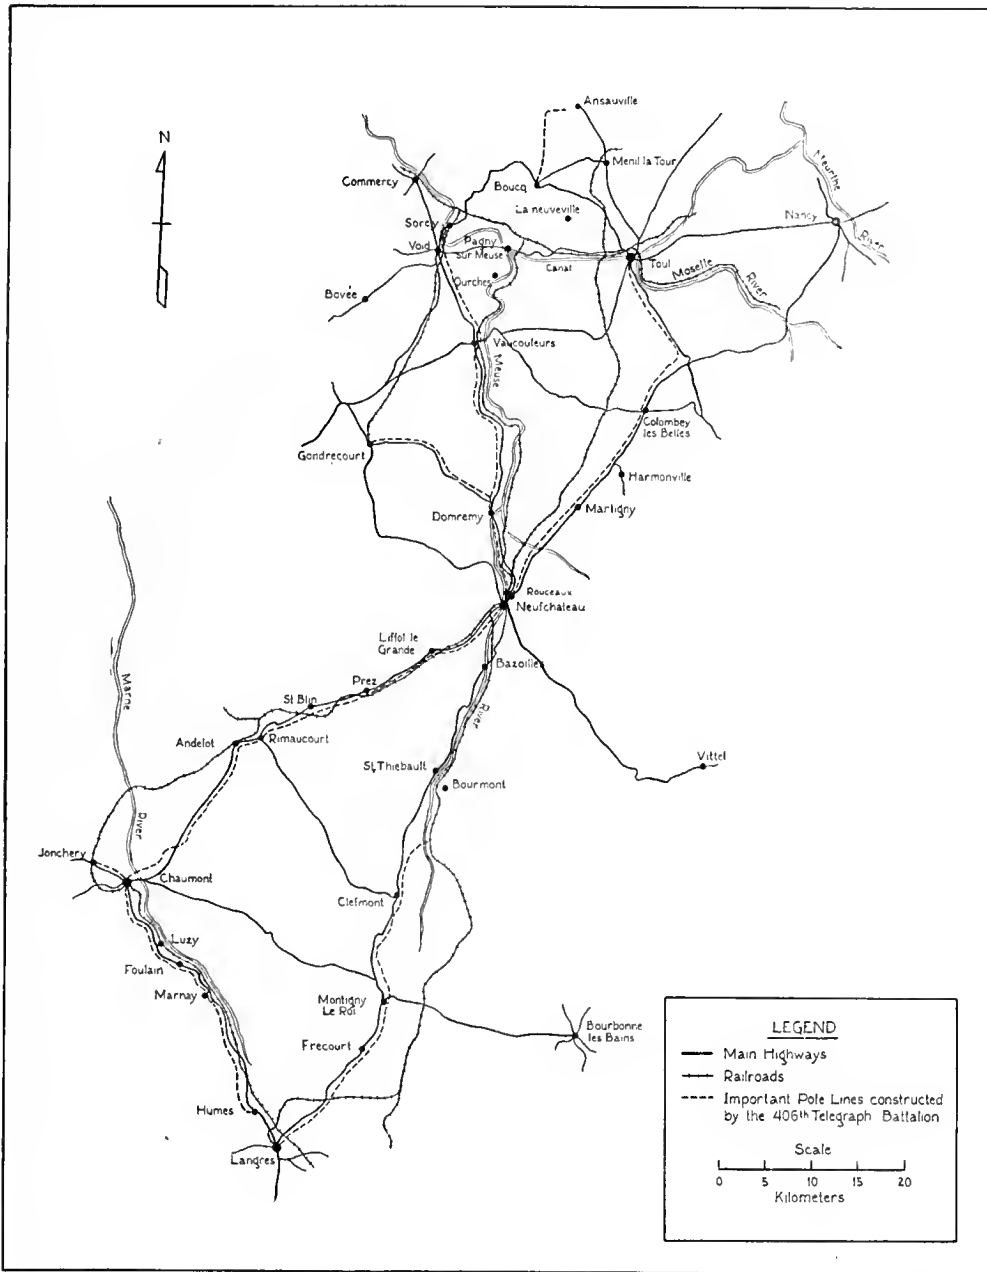 N
Ansauville
Menil la Tour
Commercy
Boucq
La neuveville
Meurthe
River
Nancy
Sorcy
Void
Pagny
Sur Meuse
Ourches
Canal
Toul
Moselle
River
Bovée
Vaucouleurs
Meuse
Colombey
les Belles
Gondrecourt
Harmonville
Martigny
Domremy
Rouceaux
Neufchateau
Liffol le
Grande
Bazoilles
Prez
St Blin
River
Marne
River
Andelot
Rimaucourt
St. Thiebault
Bourmont
Vittel
Jonchery
Chaumont
Clefmont
Luzy
Foulain
Marnay
Montigny
Le Roi
Bourbonne
les Bains
Frecourt
Humes
Langres
LEGEND
Main Highways
Railroads
Important Pole Lines constructed
by the 406th Telegraph Battalion
Scale
0 5 10 15 20
Kilometers